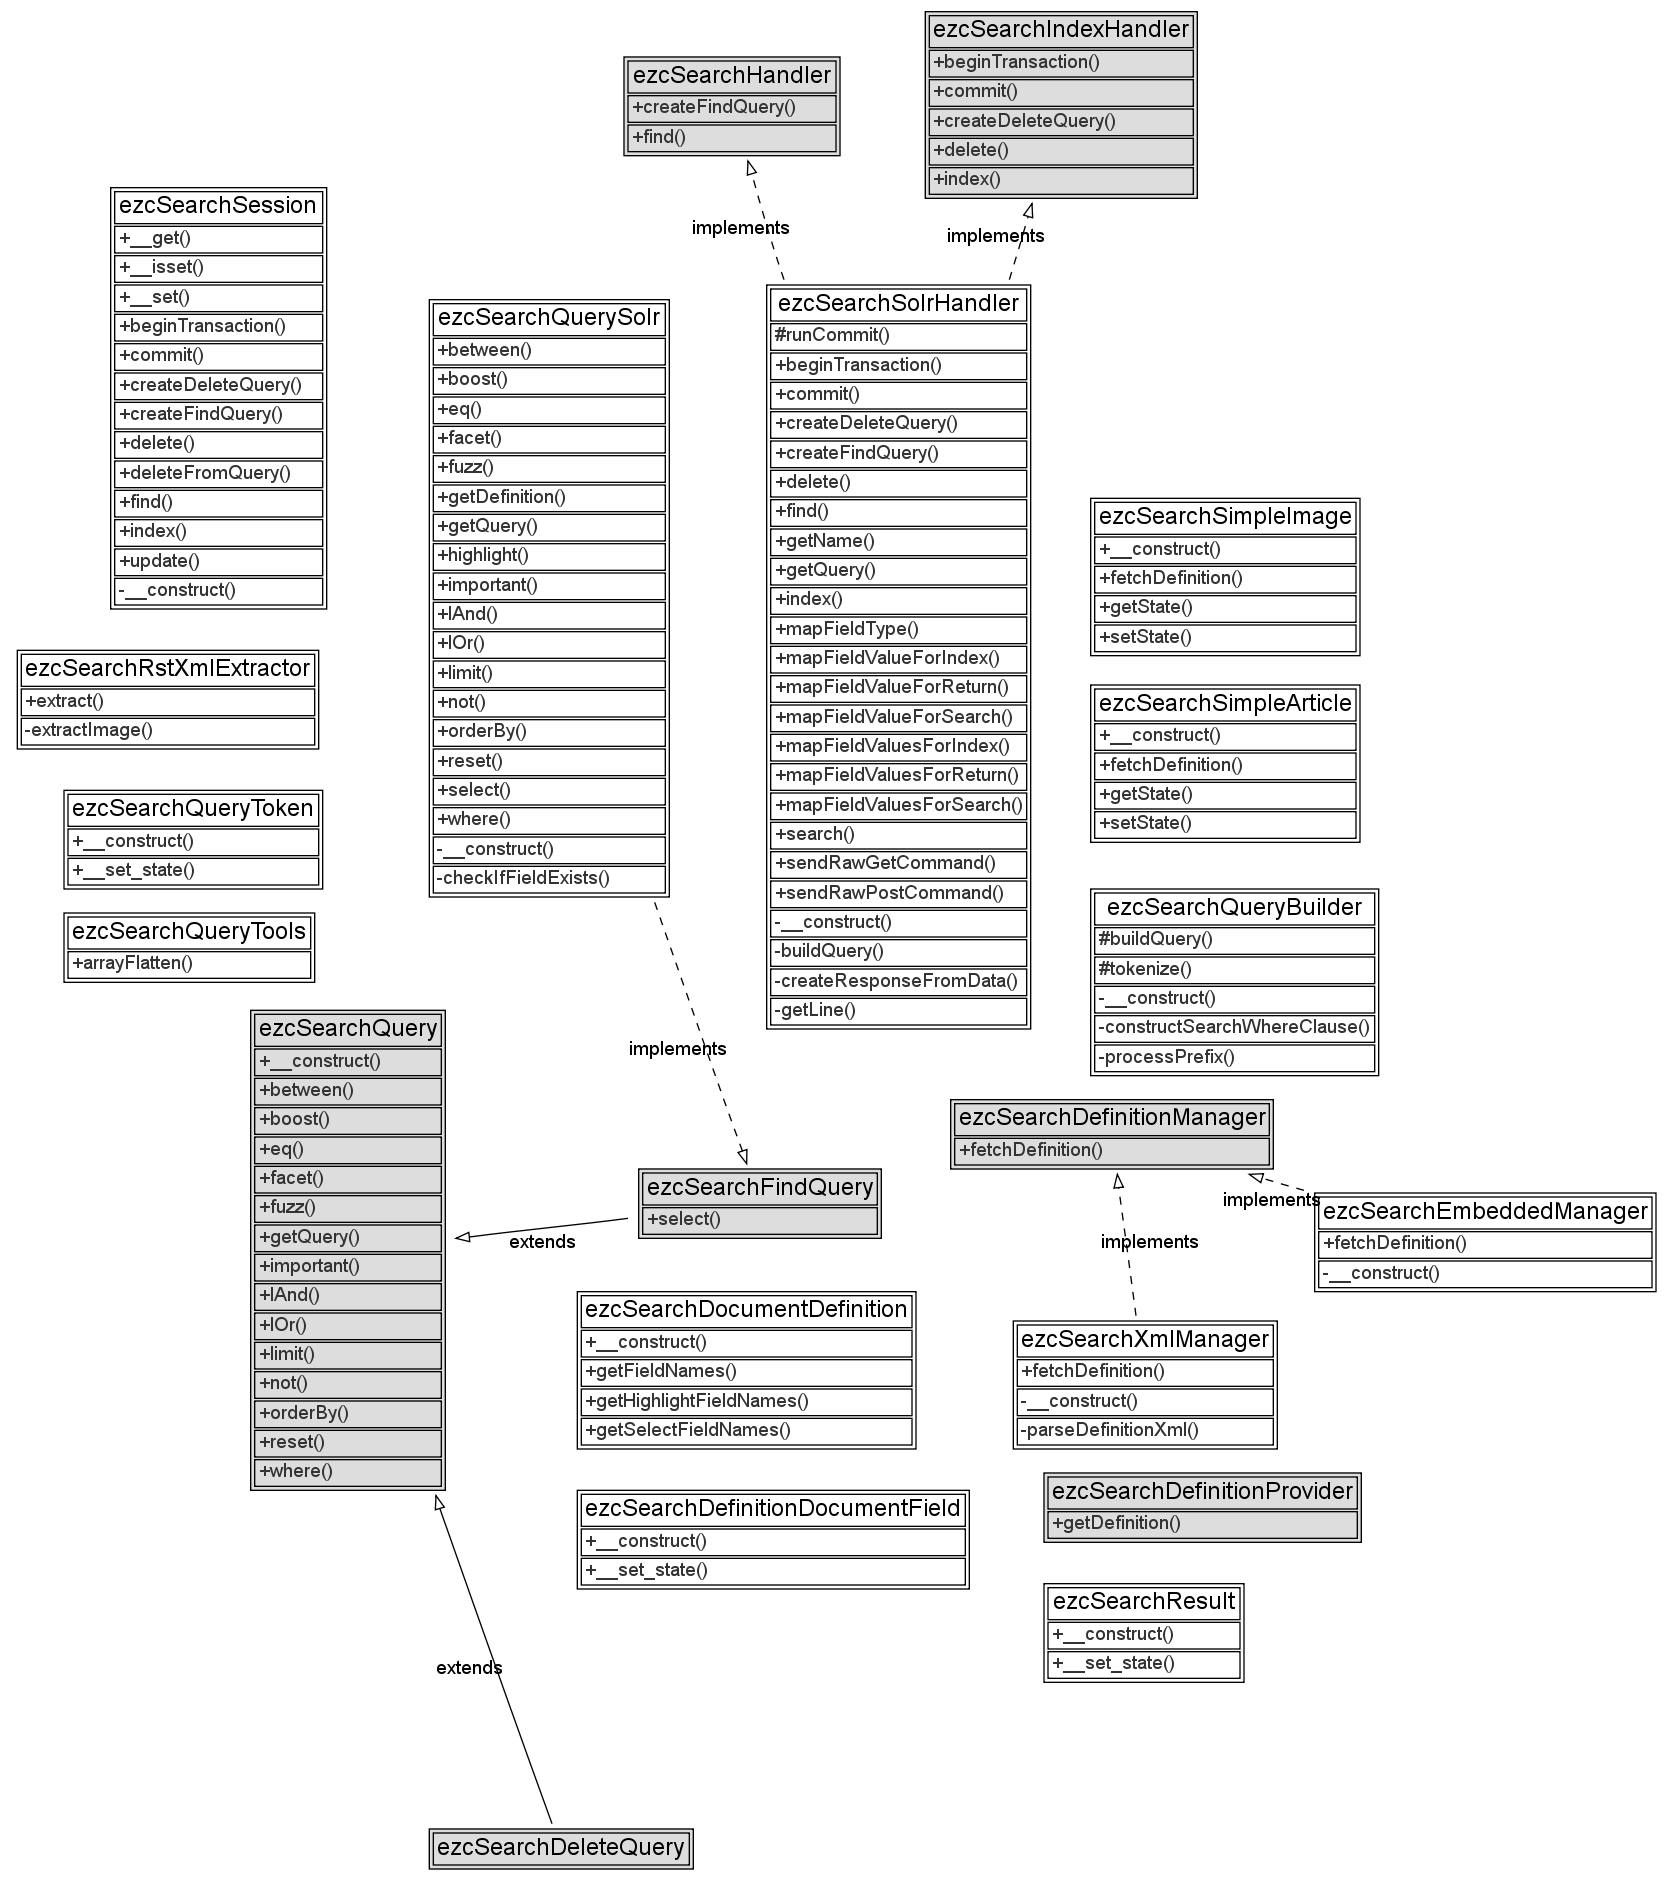 ezcSearchIndexHandler
+beginTransaction()
+commit()
+createDeleteQuery()
+delete()
+index()
ezcSearchHandler
+createFindQuery()
+find()
implements
implements
ezcSearchSession
+__get()
+__isset()
+__set()
+beginTransaction()
+commit()
+createDeleteQuery()
+createFindQuery()
+delete()
+deleteFromQuery()
+find()
+index()
+update()
-__construct()
ezcSearchQuerySolr
+between()
+boost()
+eq()
+facet()
+fuzz()
+getDefinition()
+getQuery()
+highlight()
+important()
+lAnd()
+lOr()
+limit()
+not()
+orderBy()
+reset()
+select()
+where()
-__construct()
-checkIfFieldExists()
ezcSearchSolrHandler
#runCommit()
+beginTransaction()
+commit()
+createDeleteQuery()
+createFindQuery()
+delete()
+find()
+getName()
+getQuery()
+index()
+mapFieldType()
+mapFieldValueForIndex()
+mapFieldValueForReturn()
+mapFieldValueForSearch()
+mapFieldValuesForIndex()
+mapFieldValuesForReturn()
+mapFieldValuesForSearch()
+search()
+sendRawGetCommand()
+sendRawPostCommand()
-__construct()
-buildQuery()
-createResponseFromData()
-getLine()
ezcSearchSimpleImage
+__construct()
+fetchDefinition()
+getState()
+setState()
ezcSearchRstXmlExtractor
+extract()
-extractImage()
ezcSearchSimpleArticle
+__construct()
+fetchDefinition()
+getState()
+setState()
ezcSearchQueryToken
+__construct()
+__set_state()
ezcSearchQueryTools
+arrayFlatten()
ezcSearchQueryBuilder
#buildQuery()
#tokenize()
-__construct()
-constructSearchWhereClause()
-processPrefix()
ezcSearchQuery
+__construct()
+between()
+boost()
+eq()
+facet()
+fuzz()
+getQuery()
+important()
+lAnd()
+lOr()
+limit()
+not()
+orderBy()
+reset()
+where()
implements
ezcSearchFindQuery
+select()
extends
ezcSearchDefinitionManager
+fetchDefinition()
implements
implements
ezcSearchEmbeddedManager
+fetchDefinition()
-__construct()
ezcSearchDocumentDefinition
+__construct()
+getFieldNames()
+getHighlightFieldNames()
+getSelectFieldNames()
ezcSearchXmlManager
+fetchDefinition()
-__construct()
-parseDefinitionXml()
ezcSearchDefinitionProvider
+getDefinition()
ezcSearchDefinitionDocumentField
+__construct()
+__set_state()
ezcSearchResult
+__construct()
+__set_state()
extends
ezcSearchDeleteQuery